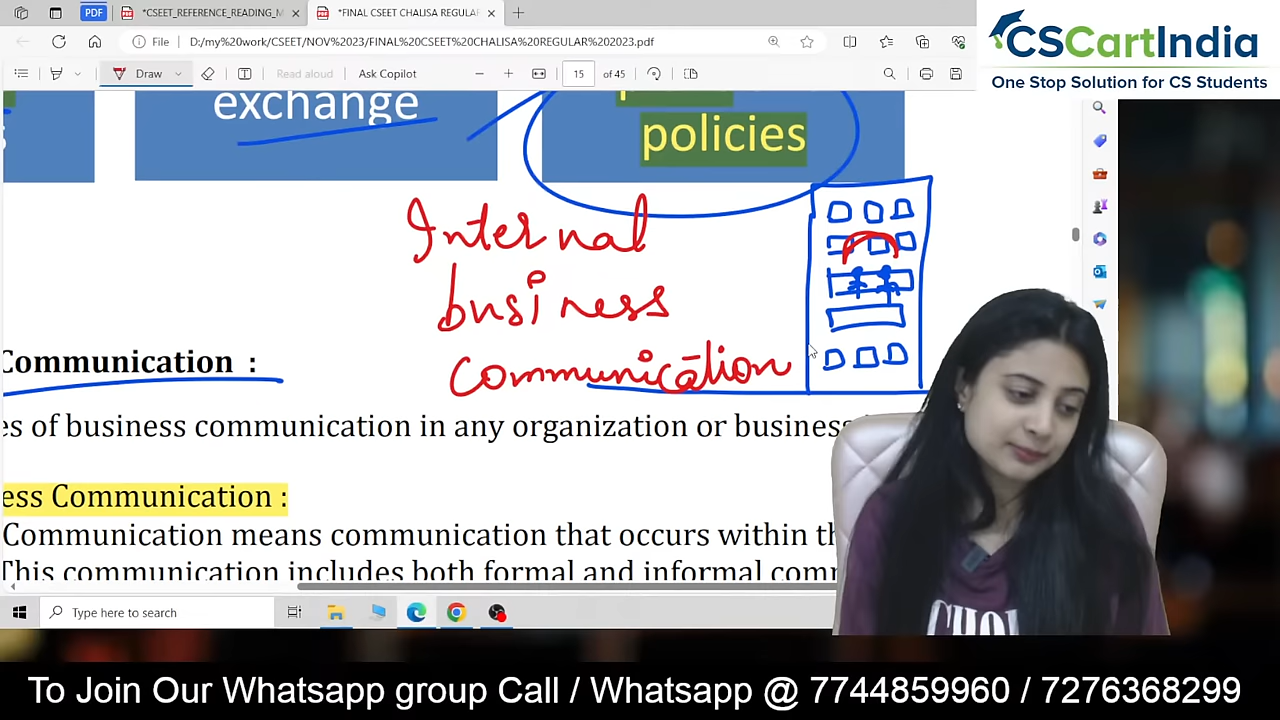 PDF
*CSEET_REFERENCE_READING_M
*FINAL CSEET CHALISA REGULAR
File
D:/my%20work/CSEET/NOV%2023/FINAL%20CSEET%20CHALISA%20REGULAR%202023.pdf
Draw
Read aloud
Ask Copilot
15
of 45
CSCartIndia
One Stop Solution for CS Students
exchange
policies
Internal
business
communication
Communication :
es of business communication in any organization or business
ess Communication :
Communication means communication that occurs within th
This communication includes both formal and informal com
Type here to search
To Join Our Whatsapp group Call / Whatsapp @ 7744859960 / 7276368299